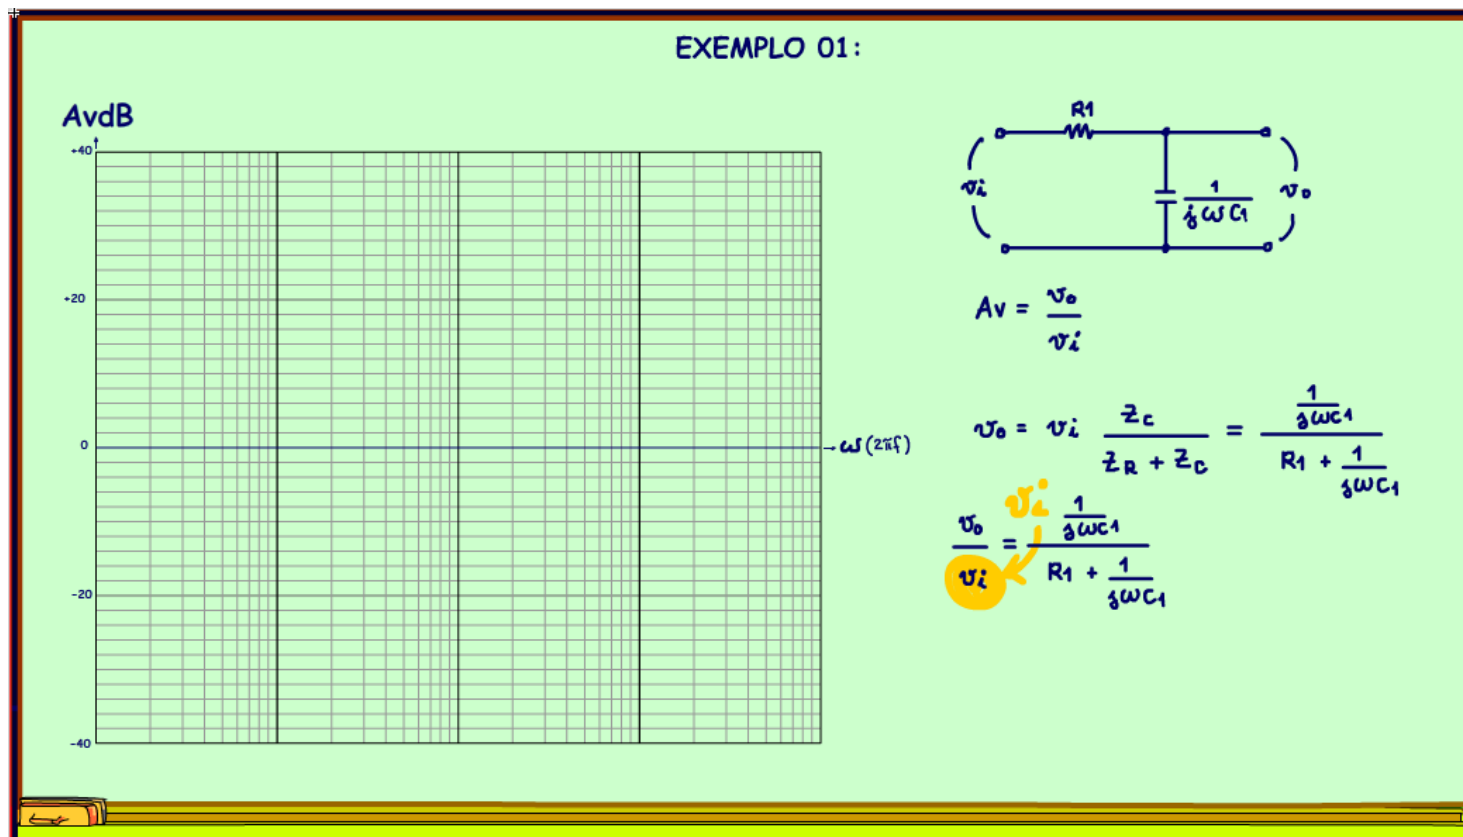 EXEMPLO 01:
AvdB
+40
+20
0
-20
-40
ω(2πf)
R1
vi
1
jωC1
vo
Av = vo
vi
vo = vi ZC = 1
jωC1
ZR + ZC R1 + 1
jωC1
vo = vi 1
jωC1
vi R1 + 1
jωC1